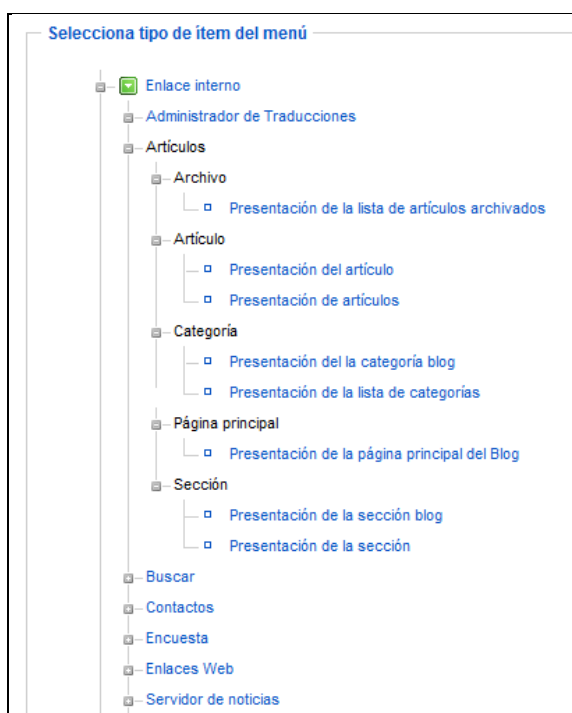 Selecciona tipo de ítem del menú
Enlace interno
Administrador de Traducciones
Artículos
Archivo
Presentación de la lista de artículos archivados
Artículo
Presentación del artículo
Presentación de artículos
Categoría
Presentación del la categoría blog
Presentación de la lista de categorías
Página principal
Presentación de la página principal del Blog
Sección
Presentación de la sección blog
Presentación de la sección
Buscar
Contactos
Encuesta
Enlaces Web
Servidor de noticias